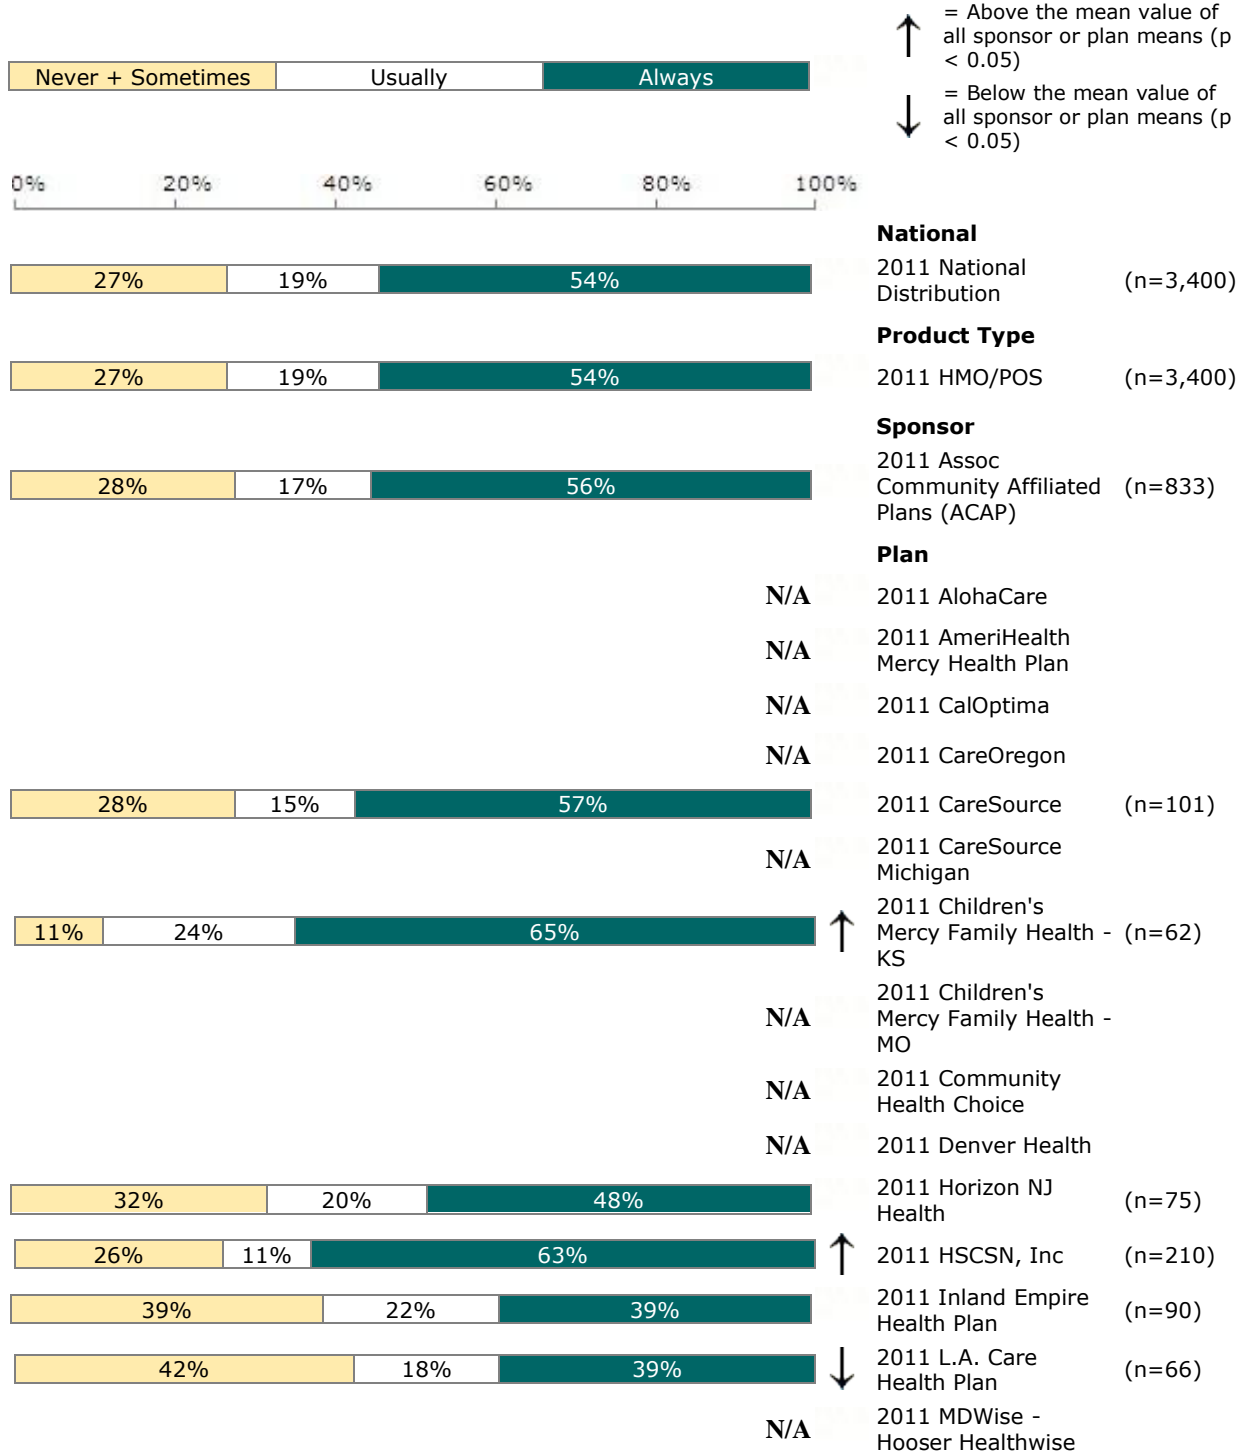 = Above the mean value of
all sponsor or plan means (p
< 0.05)
Never + Sometimes Usually Always
= Below the mean value of
all sponsor or plan means (p
< 0.05)
0% 20% 40% 60% 80% 100%
National
27% 19% 54% 2011 National
Distribution (n=3,400)
Product Type
27% 19% 54% 2011 HMO/POS (n=3,400)
Sponsor
2011 Assoc
28% 17% 56% Community Affiliated (n=833)
Plans (ACAP)
Plan
N/A 2011 AlohaCare
N/A 2011 AmeriHealth
Mercy Health Plan
N/A 2011 CalOptima
N/A 2011 CareOregon
28% 15% 57% 2011 CareSource (n=101)
N/A 2011 CareSource
Michigan
2011 Children's
11% 24% 65% ↑ Mercy Family Health - (n=62)
KS
2011 Children's
N/A Mercy Family Health -
MO
N/A 2011 Community
Health Choice
N/A 2011 Denver Health
32% 20% 48% 2011 Horizon NJ
Health (n=75)
26% 11% 63% ↑ 2011 HSCSN, Inc (n=210)
39% 22% 39% 2011 Inland Empire
Health Plan (n=90)
42% 18% 39% ↓ 2011 L.A. Care
Health Plan (n=66)
N/A 2011 MDWise -
Hooser Healthwise